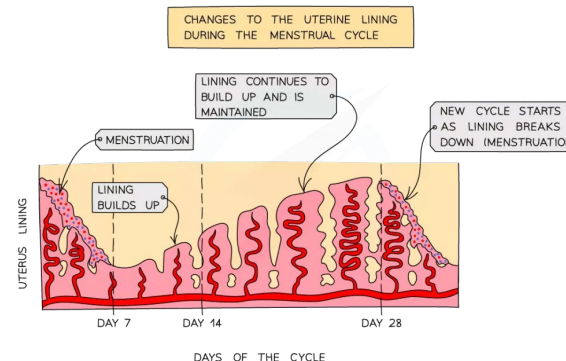 CHANGES TO THE UTERINE LINING
DURING THE MENSTRUAL CYCLE
LINING CONTINUES TO
BUILD UP AND IS
MAINTAINED
NEW CYCLE STARTS
AS LINING BREAKS
DOWN (MENSTRUATIO
MENSTRUATION
LINING
BUILDS UP
UTERUS LINING
DAY 7
DAY 14
DAY 28
DAYS OF THE CYCLE